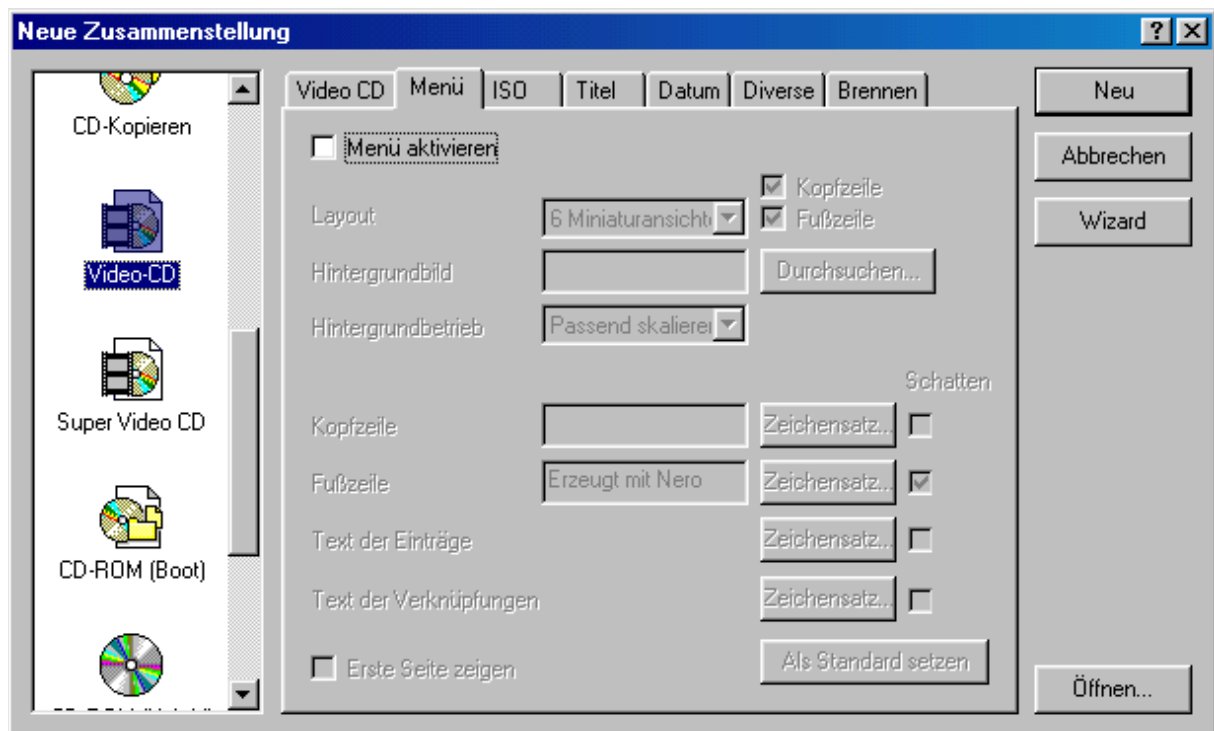 Neue Zusammenstellung
CD-Kopieren
Video-CD
Super Video CD
CD-ROM (Boot)
Video CD Menü ISO Titel Datum Diverse Brennen
Menü aktivieren
Kopfzeile
Layout 6 Miniaturansicht Fußzeile
Hintergrundbild Durchsuchen...
Hintergrundbetrieb Passend skaliere
Schatten
Kopfzeile Zeichensatz...
Fußzeile Erzeugt mit Nero Zeichensatz...
Text der Einträge Zeichensatz...
Text der Verknüpfungen Zeichensatz...
Erste Seite zeigen Als Standard setzen
Neu
Abbrechen
Wizard
Öffnen...